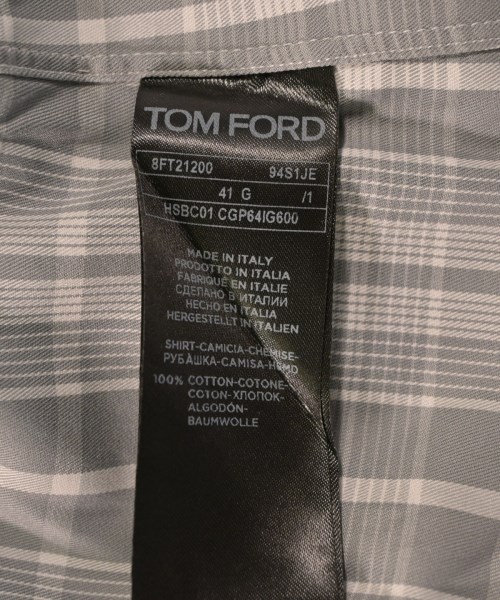 TOM FORD
8FT21200 94S1JE
41 G /1
HSBC01 CGP64IG600
MADE IN ITALY
PRODOTTO IN ITALIA
FABRIQUÉ EN ITALIE
СДЕЛАНО В ИТАЛИИ
HECHO EN ITALIA
HERGESTELLT IN ITALIEN
SHIRT-CAMICIA-CHEMISE-
РУБАШКА-CAMISA-HEMD
100% COTTON-COTONE-
COTON-ХЛОПОК-
ALGODÓN-
BAUMWOLLE